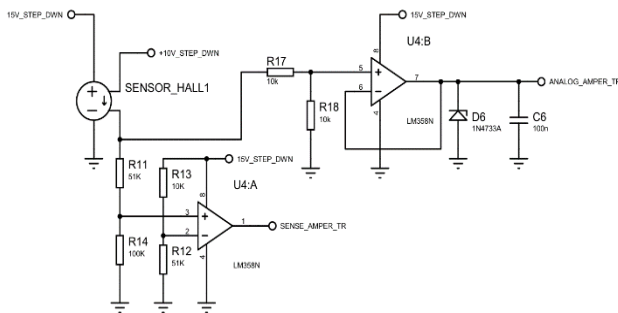 15V_STEP_DWN
15V_STEP_DWN
+10V_STEP_DWN
U4:B
R17
10k
SENSOR_HALL1
8
5
6
7
4
ANALOG_AMPER_TR
R18
10k
LM358N
D6
1N4733A
C6
100n
R11
51K
15V_STEP_DWN
R13
10K
U4:A
8
3
2
1
4
SENSE_AMPER_TR
R14
100K
R12
51K
LM358N